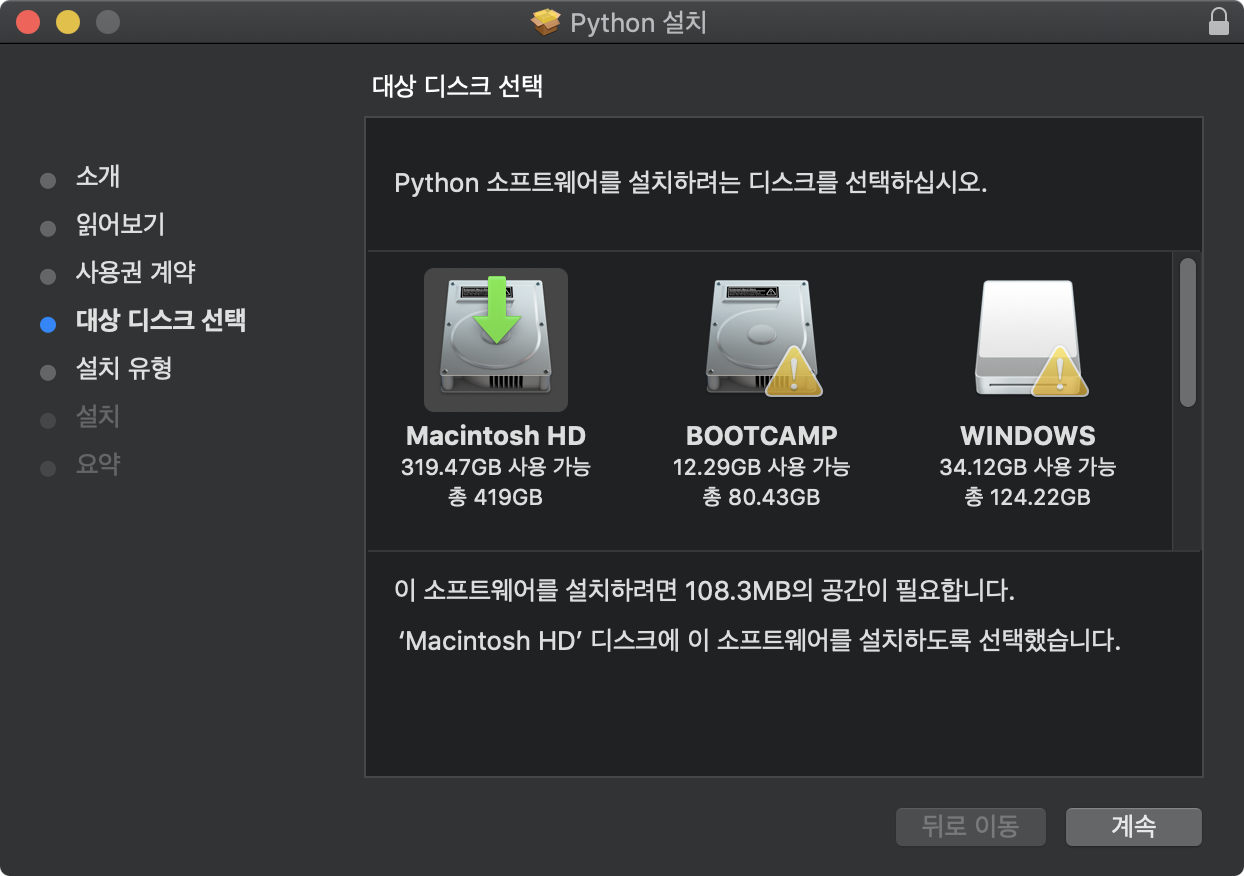 Python 설치
대상 디스크 선택
소개
읽어보기
사용권 계약
대상 디스크 선택
설치 유형
설치
요약
Python 소프트웨어를 설치하려는 디스크를 선택하십시오.
Macintosh HD
319.47GB 사용 가능
총 419GB
BOOTCAMP
12.29GB 사용 가능
총 80.43GB
WINDOWS
34.12GB 사용 가능
총 124.22GB
이 소프트웨어를 설치하려면 108.3MB의 공간이 필요합니다.
‘Macintosh HD’ 디스크에 이 소프트웨어를 설치하도록 선택했습니다.
뒤로 이동
계속